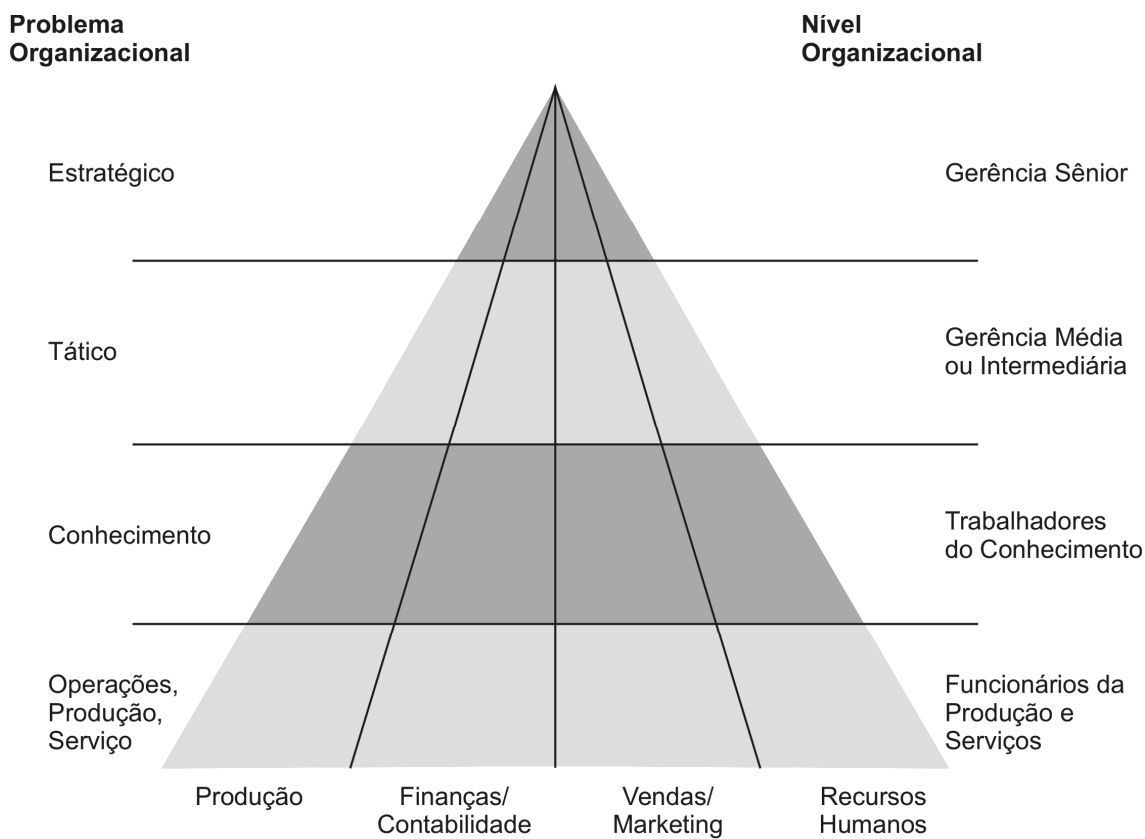 Problema
Organizacional
Nível
Organizacional
Estratégico
Gerência Sênior
Tático
Gerência Média
ou Intermediária
Conhecimento
Trabalhadores
do Conhecimento
Operações,
Produção,
Serviço
Funcionários da
Produção e
Serviços
Produção
Finanças/
Contabilidade
Vendas/
Marketing
Recursos
Humanos